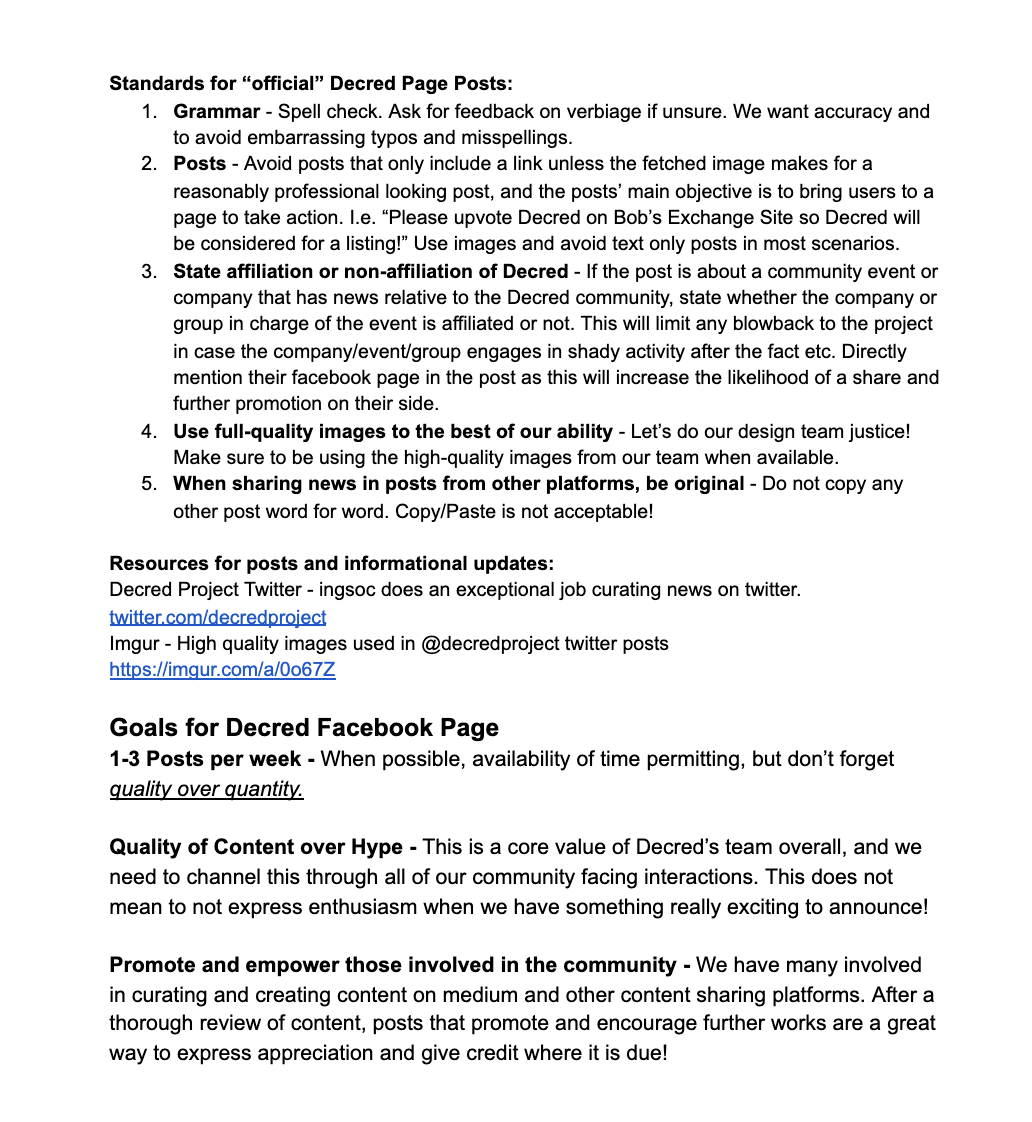 Standards for “official” Decred Page Posts:
1. Grammar - Spell check. Ask for feedback on verbiage if unsure. We want accuracy and
to avoid embarrassing typos and misspellings.
2. Posts - Avoid posts that only include a link unless the fetched image makes for a
reasonably professional looking post, and the posts’ main objective is to bring users to a
page to take action. I.e. “Please upvote Decred on Bob’s Exchange Site so Decred will
be considered for a listing!” Use images and avoid text only posts in most scenarios.
3. State affiliation or non-affiliation of Decred - If the post is about a community event or
company that has news relative to the Decred community, state whether the company or
group in charge of the event is affiliated or not. This will limit any blowback to the project
in case the company/event/group engages in shady activity after the fact etc. Directly
mention their facebook page in the post as this will increase the likelihood of a share and
further promotion on their side.
4. Use full-quality images to the best of our ability - Let’s do our design team justice!
Make sure to be using the high-quality images from our team when available.
5. When sharing news in posts from other platforms, be original - Do not copy any
other post word for word. Copy/Paste is not acceptable!
Resources for posts and informational updates:
Decred Project Twitter - ingsoc does an exceptional job curating news on twitter.
twitter.com/decredproject
Imgur - High quality images used in @decredproject twitter posts
https://imgur.com/a/0o67Z
Goals for Decred Facebook Page
1-3 Posts per week - When possible, availability of time permitting, but don’t forget
quality over quantity.
Quality of Content over Hype - This is a core value of Decred’s team overall, and we
need to channel this through all of our community facing interactions. This does not
mean to not express enthusiasm when we have something really exciting to announce!
Promote and empower those involved in the community - We have many involved
in curating and creating content on medium and other content sharing platforms. After a
thorough review of content, posts that promote and encourage further works are a great
way to express appreciation and give credit where it is due!